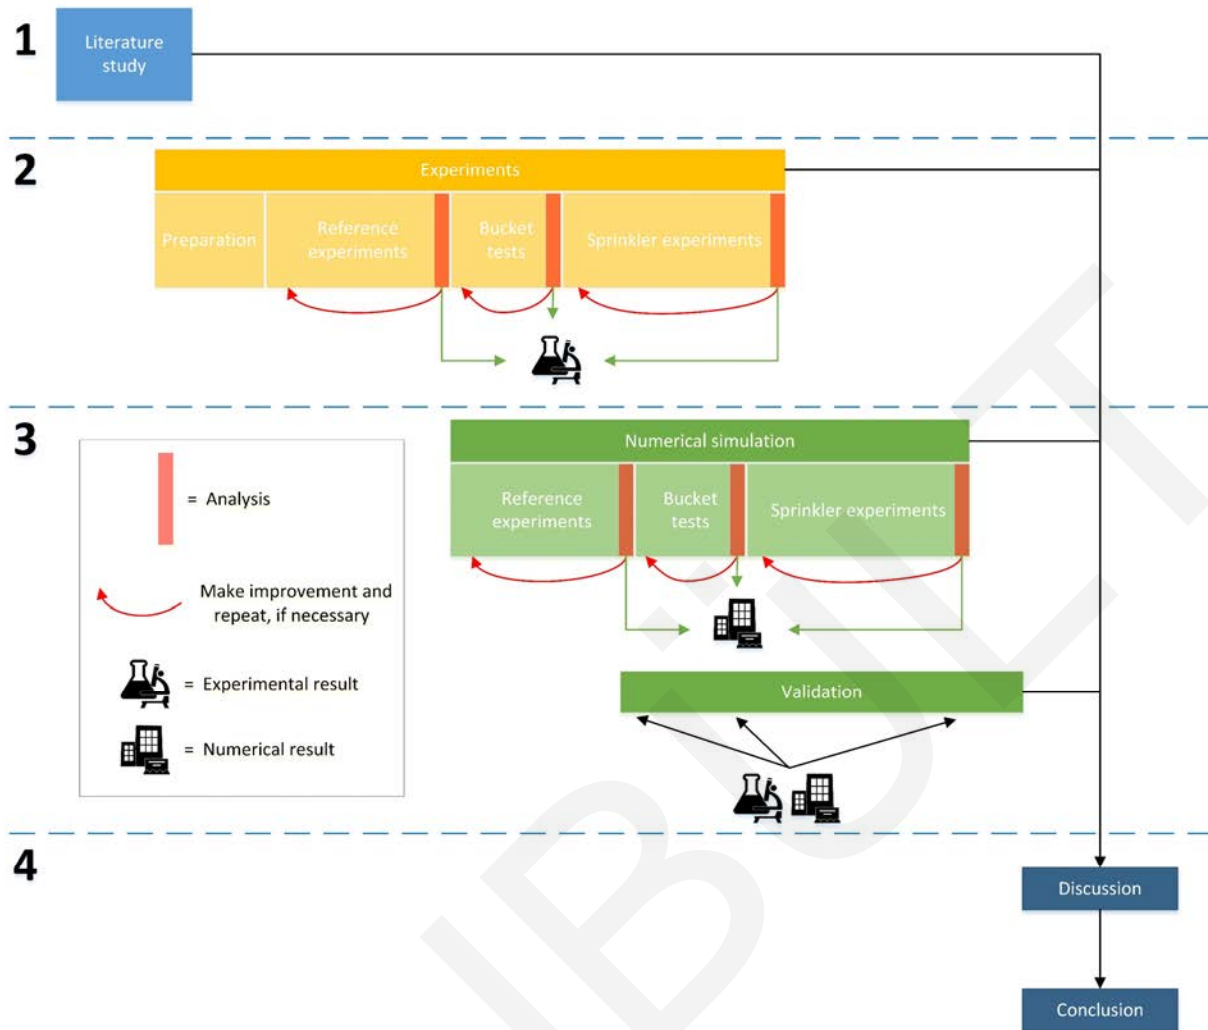 1
Literature
study
2
Experiments
Preparation
Reference
experiments
Bucket
tests
Sprinkler experiments
3
Numerical simulation
Reference
experiments
Bucket
tests
Sprinkler experiments
= Analysis
Make improvement and
repeat, if necessary
= Experimental result
= Numerical result
Validation
4
Discussion
Conclusion